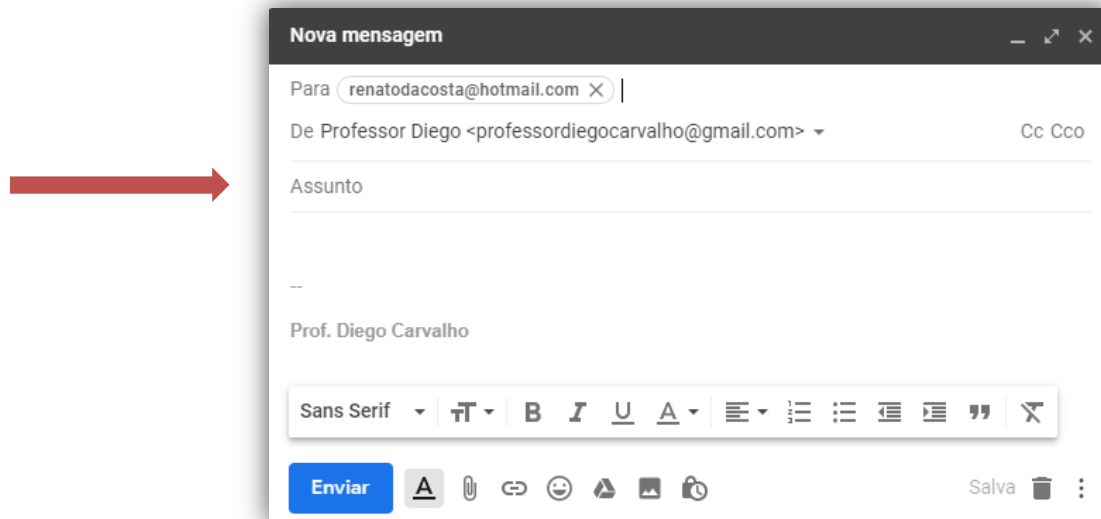 Nova mensagem
Para renatodacosta@hotmail.com
De Professor Diego <professordiegocarvalho@gmail.com> Cc Cco
Assunto
--
Prof. Diego Carvalho
Sans Serif TT B I U A
Enviar A Salva